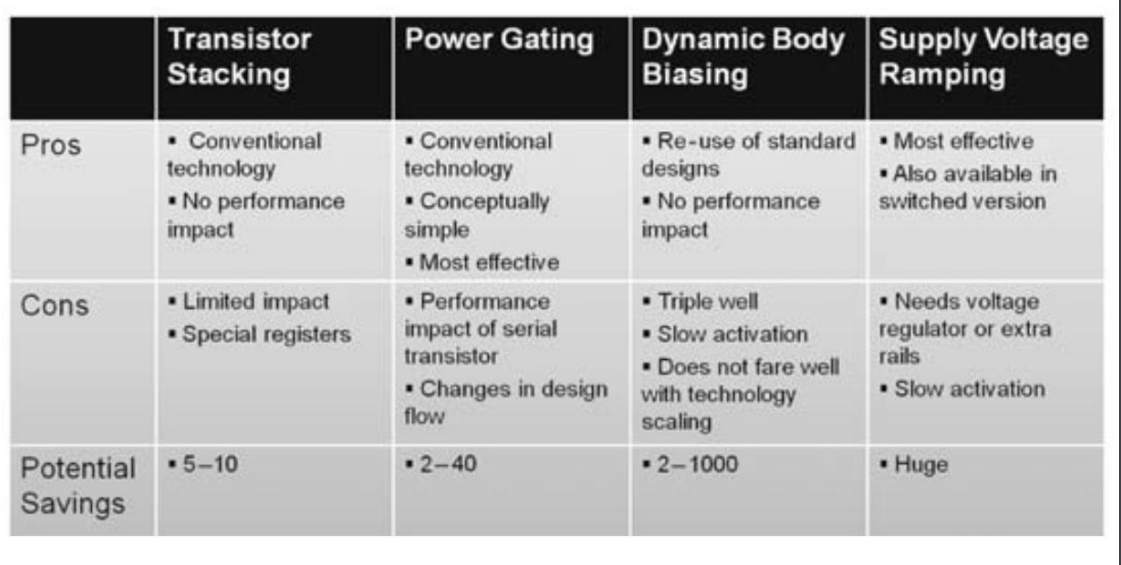 Transistor
Stacking
Power Gating
Dynamic Body
Biasing
Supply Voltage
Ramping
Pros
▪ Conventional
technology
▪ No performance
impact
▪ Conventional
technology
▪ Conceptually
simple
▪ Most effective
▪ Re-use of standard
designs
▪ No performance
impact
▪ Most effective
▪ Also available in
switched version
Cons
▪ Limited impact
▪ Special registers
▪ Performance
impact of serial
transistor
▪ Changes in design
flow
▪ Triple well
▪ Slow activation
▪ Does not fare well
with technology
scaling
▪ Needs voltage
regulator or extra
rails
▪ Slow activation
Potential
Savings
▪ 5–10
▪ 2–40
▪ 2–1000
▪ Huge